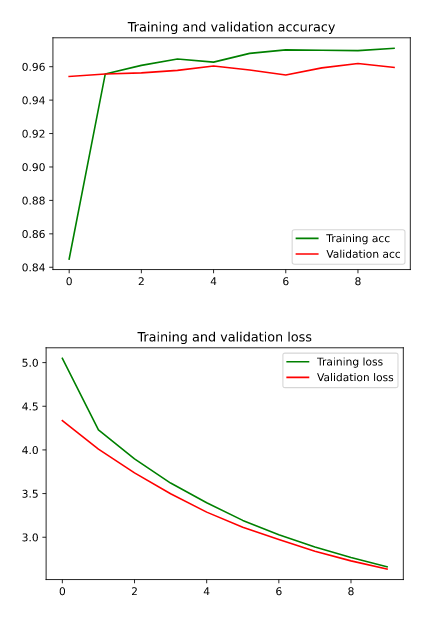 Training and validation accuracy
0.96
0.94
0.92
0.90
0.88
0.86
0.84
Training acc
Validation acc
0 2 4 6 8
Training and validation loss
5.0
4.5
4.0
3.5
3.0
Training loss
Validation loss
0 2 4 6 8